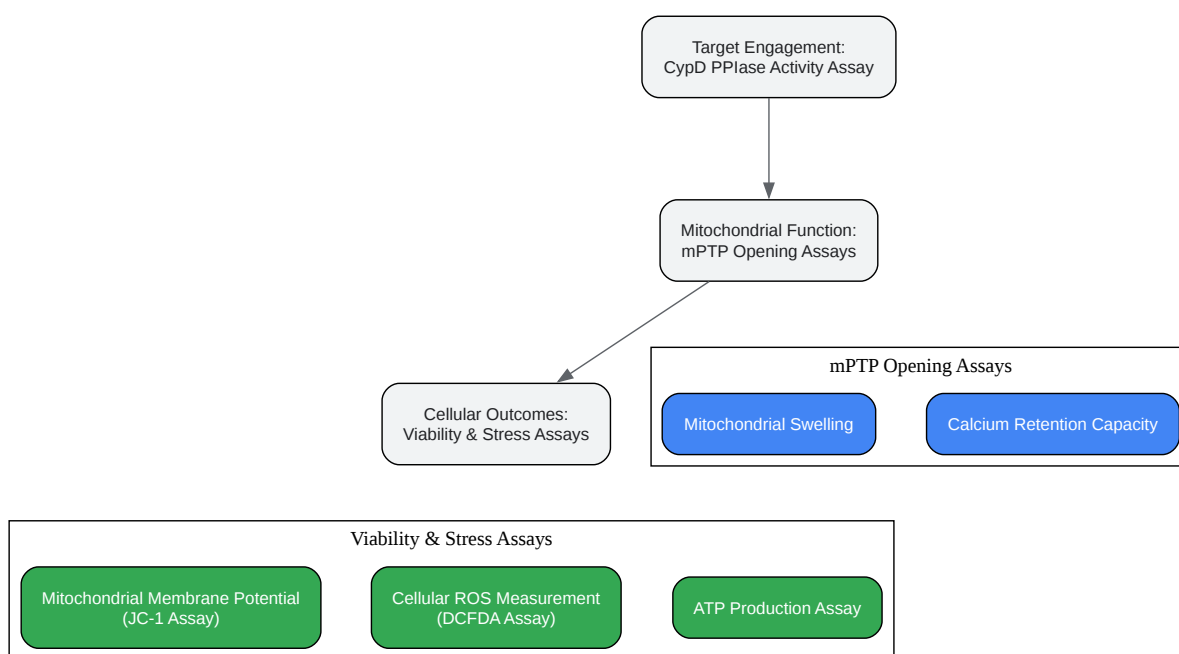 Target Engagement:
CypD PPIase Activity Assay
Mitochondrial Function:
mPTP Opening Assays
mPTP Opening Assays
Cellular Outcomes:
Viability & Stress Assays
Mitochondrial Swelling
Calcium Retention Capacity
Viability & Stress Assays
Mitochondrial Membrane Potential
(JC-1 Assay)
Cellular ROS Measurement
(DCFDA Assay)
ATP Production Assay